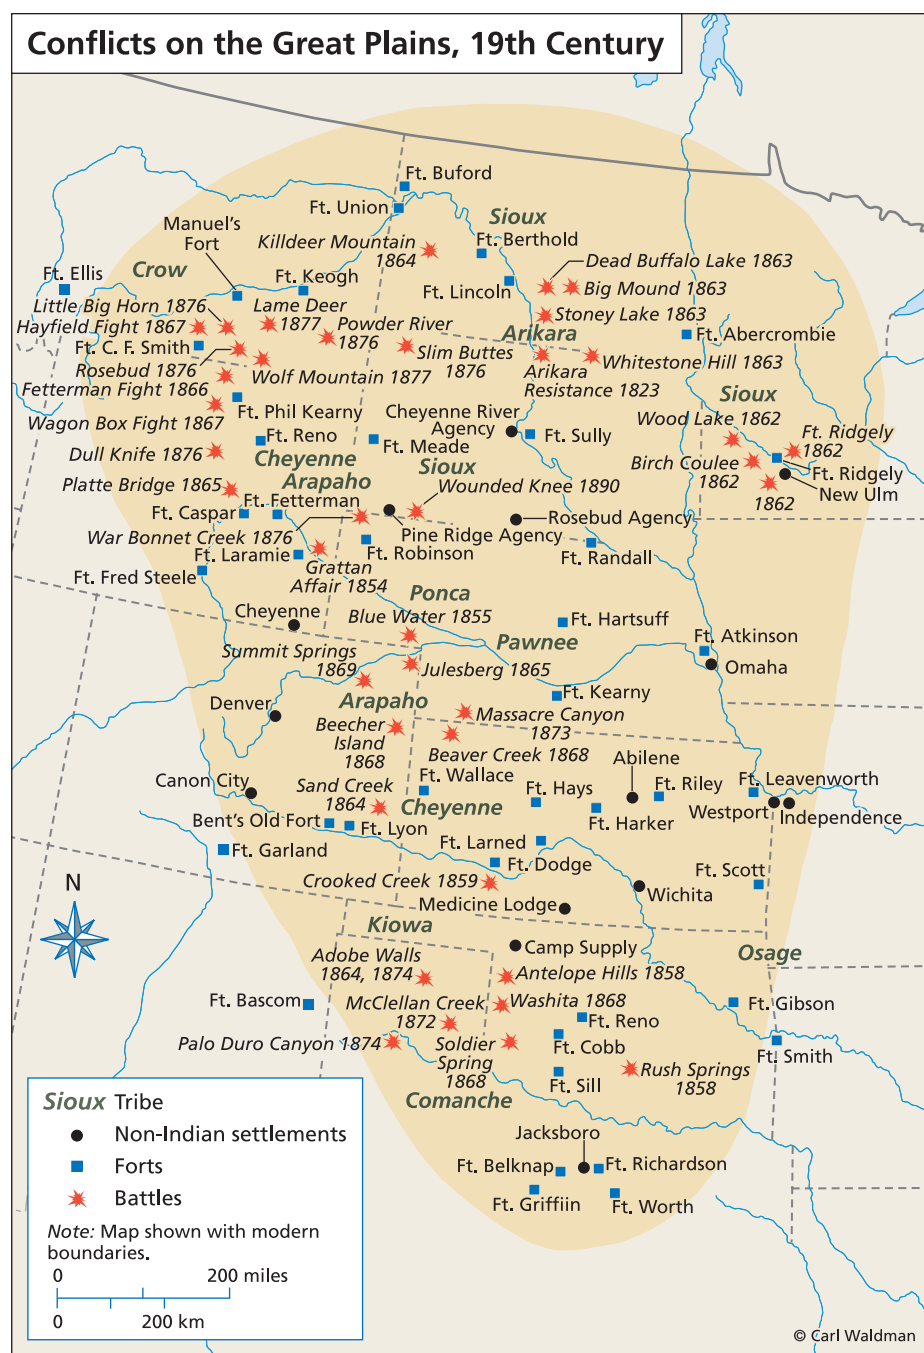 Conflicts on the Great Plains, 19th Century
Ft. Buford
Ft. Union
Manuel's
Fort
Killdeer Mountain
1864
Sioux
Ft. Berthold
Ft. Ellis
Crow
Ft. Keogh
Dead Buffalo Lake 1863
Ft. Lincoln
Big Mound 1863
Little Big Horn 1876
Lame Deer
1877
Stoney Lake 1863
Hayfield Fight 1867
Powder River
1876
Arikara
Ft. Abercrombie
Ft. C. F. Smith
Slim Buttes
1876
Arikara
Resistance 1823
Whitestone Hill 1863
Rosebud 1876
Wolf Mountain 1877
Fetterman Fight 1866
Sioux
Wagon Box Fight 1867
Ft. Phil Kearny
Cheyenne River
Agency
Wood Lake 1862
Ft. Reno
Ft. Meade
Ft. Sully
Ft. Ridgely
1862
Dull Knife 1876
Cheyenne
Arapaho
Sioux
Birch Coulee
1862
Ft. Ridgely
Platte Bridge 1865
Wounded Knee 1890
1862
New Ulm
Ft. Fetterman
Ft. Caspar
Rosebud Agency
War Bonnet Creek 1876
Pine Ridge Agency
Ft. Laramie
Ft. Robinson
Ft. Randall
Grattan
Affair 1854
Ft. Fred Steele
Ponca
Cheyenne
Blue Water 1855
Ft. Hartsuff
Pawnee
Ft. Atkinson
Summit Springs
1869
Julesberg 1865
Omaha
Arapaho
Ft. Kearny
Denver
Massacre Canyon
1873
Beecher
Island
1868
Beaver Creek 1868
Abilene
Canon City
Sand Creek
1864
Ft. Wallace
Ft. Hays
Ft. Riley
Ft. Leavenworth
Cheyenne
Westport
Independence
Bent's Old Fort
Ft. Lyon
Ft. Harker
Ft. Garland
Ft. Larned
Ft. Dodge
Ft. Scott
N
Crooked Creek 1859
Wichita
Medicine Lodge
Kiowa
Camp Supply
Osage
Adobe Walls
1864, 1874
Antelope Hills 1858
Ft. Bascom
McClellan Creek
1872
Washita 1868
Ft. Gibson
Ft. Reno
Palo Duro Canyon 1874
Soldier
Spring
1868
Ft. Cobb
Ft. Smith
Ft. Sill
Rush Springs
1858
Comanche
Jacksboro
Ft. Belknap
Ft. Richardson
Ft. Griffiin
Ft. Worth
Sioux Tribe
Non-Indian settlements
Forts
Battles
Note: Map shown with modern
boundaries.
0 200 miles
0 200 km
© Carl Waldman